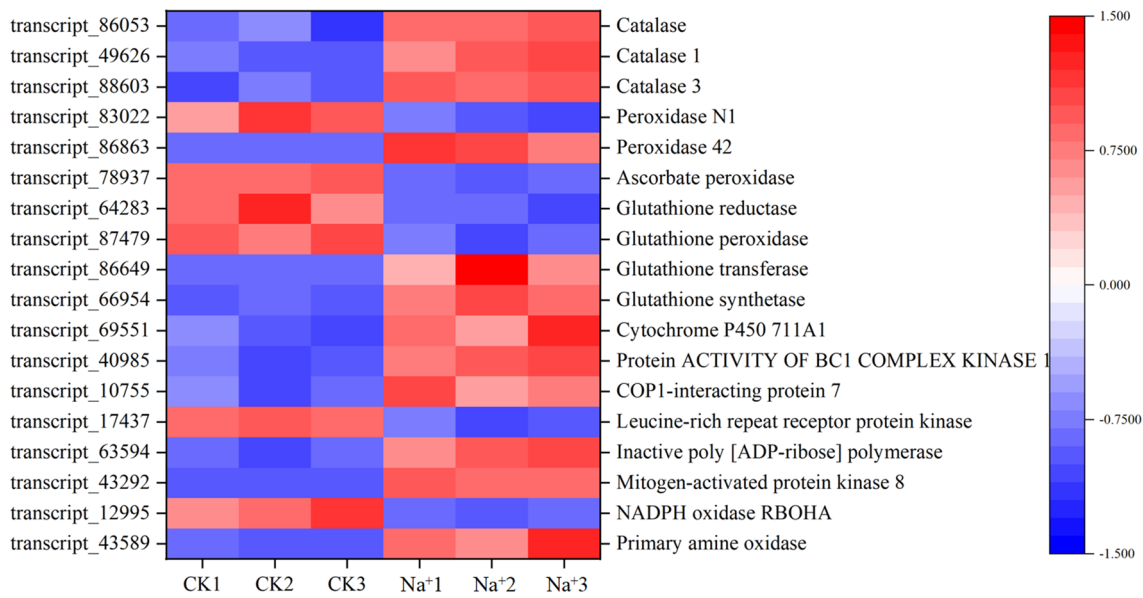 transcript_86053 Catalase
transcript_49626 Catalase 1
transcript_88603 Catalase 3
transcript_83022 Peroxidase N1
transcript_86863 Peroxidase 42
transcript_78937 Ascorbate peroxidase
transcript_64283 Glutathione reductase
transcript_87479 Glutathione peroxidase
transcript_86649 Glutathione transferase
transcript_66954 Glutathione synthetase
transcript_69551 Cytochrome P450 711A1
transcript_40985 Protein ACTIVITY OF BC1 COMPLEX KINASE 1
transcript_10755 COP1-interacting protein 7
transcript_17437 Leucine-rich repeat receptor protein kinase
transcript_63594 Inactive poly [ADP-ribose] polymerase
transcript_43292 Mitogen-activated protein kinase 8
transcript_12995 NADPH oxidase RBOHA
transcript_43589 Primary amine oxidase
CK1 CK2 CK3 Na⁺1 Na⁺2 Na⁺3
1.500
0.7500
0.000
-0.7500
-1.500